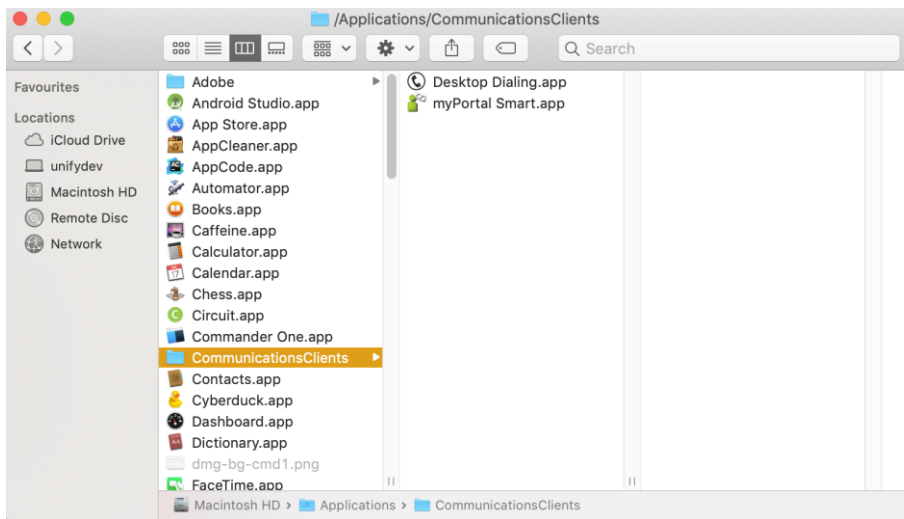 /Applications/CommunicationsClients
Search
Favourites
Locations
iCloud Drive
unifydev
Macintosh HD
Remote Disc
Network
Adobe
Android Studio.app
App Store.app
AppCleaner.app
AppCode.app
Automator.app
Books.app
Caffeine.app
Calculator.app
Calendar.app
Chess.app
Circuit.app
Commander One.app
CommunicationsClients
Contacts.app
Cyberduck.app
Dashboard.app
Dictionary.app
dmg-bg-cmd1.png
FaceTime.app
Desktop Dialing.app
myPortal Smart.app
Macintosh HD › Applications › CommunicationsClients